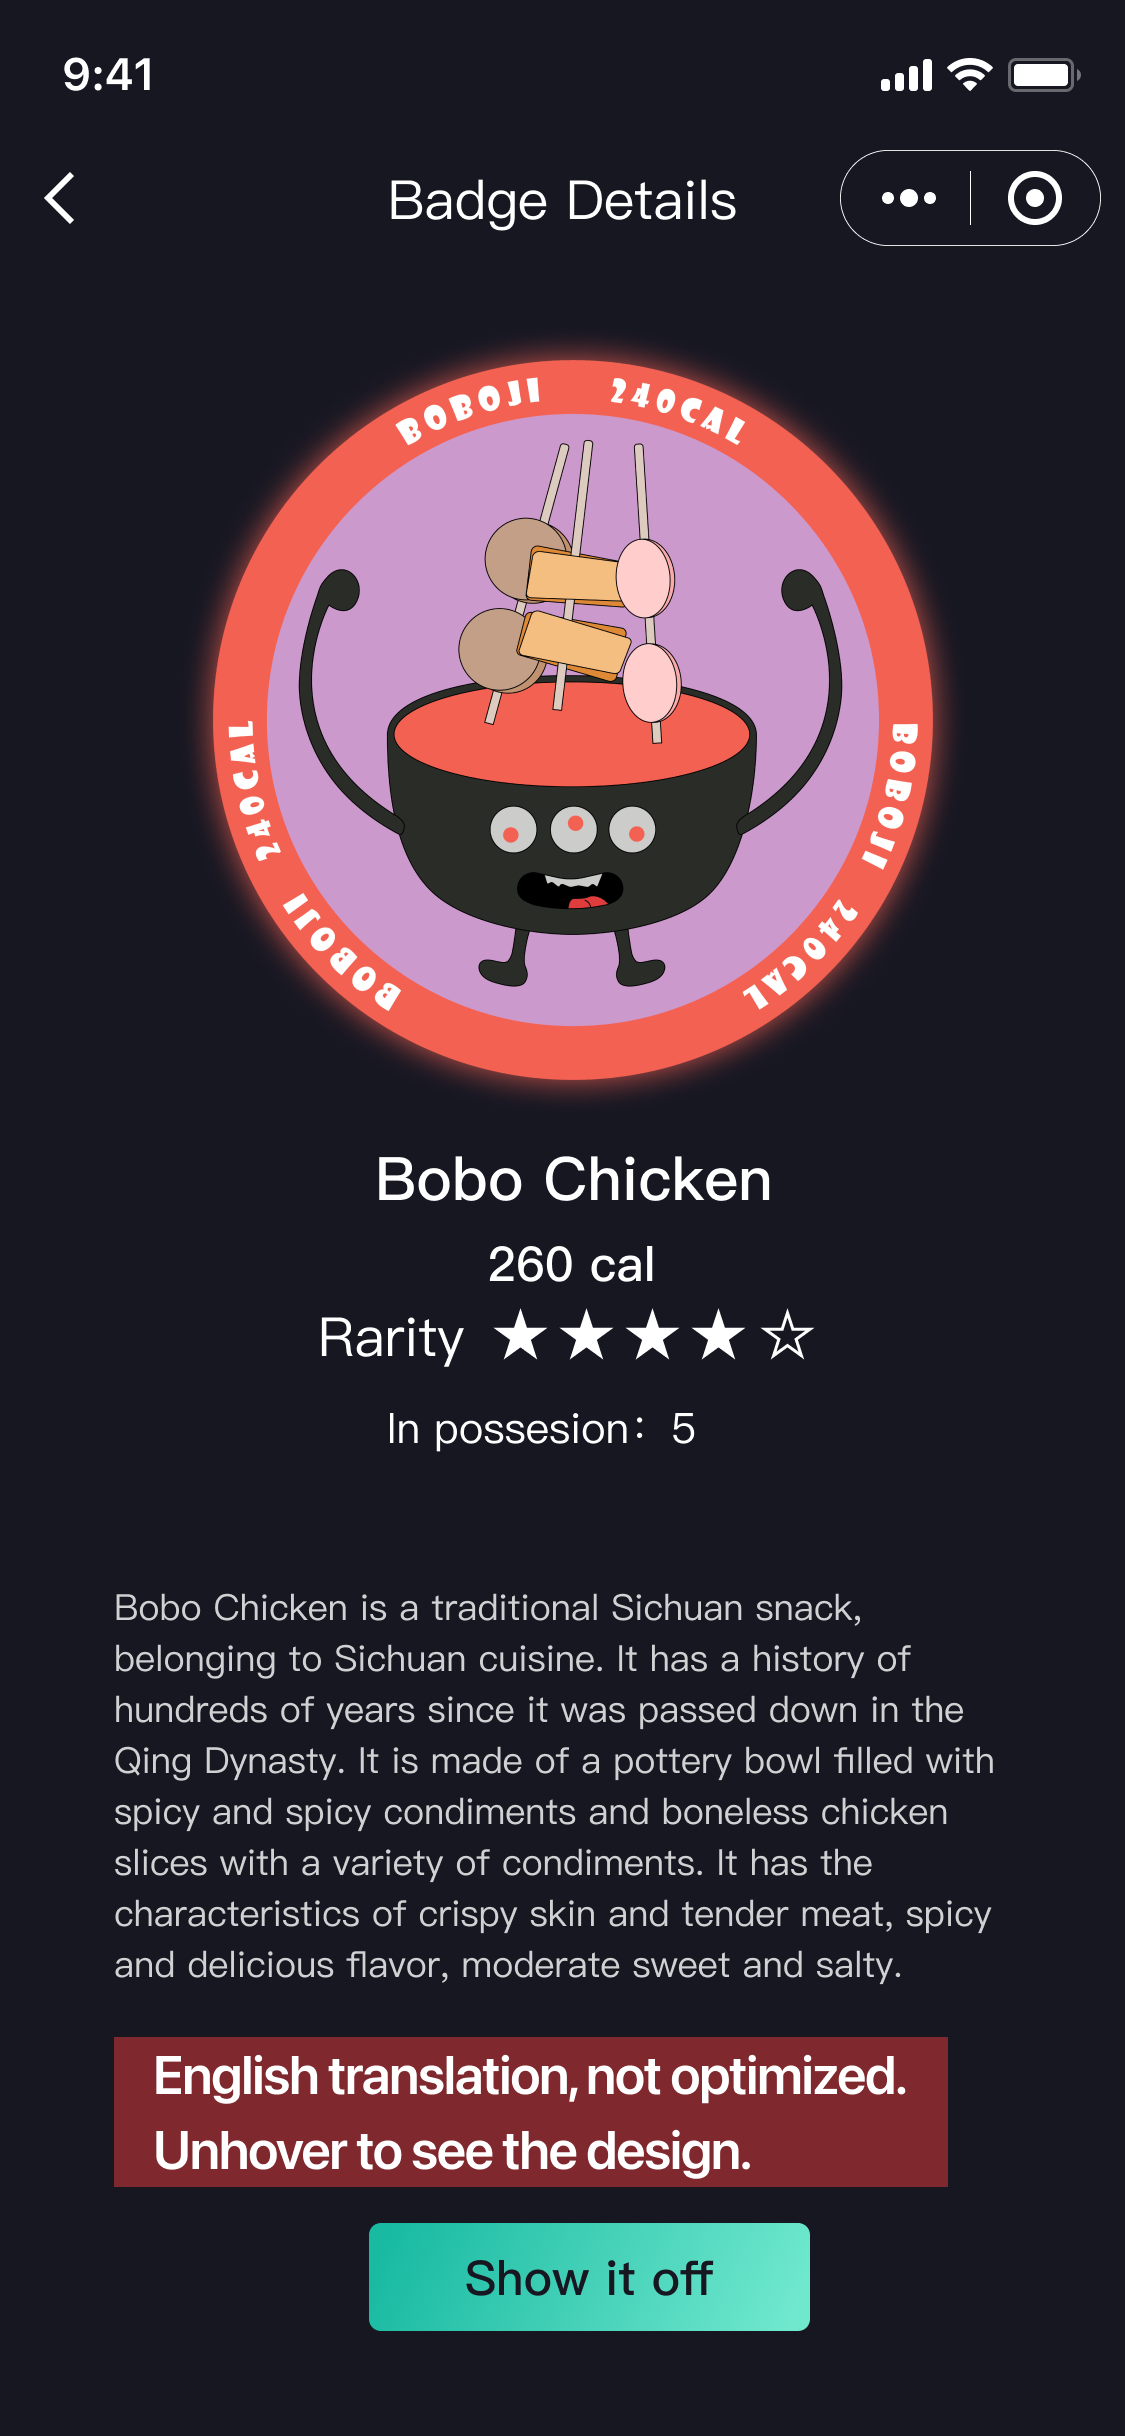 9:41
Badge Details
BOBOJI 240CAL
BOBOJI 240CAL
BOBOJI 240CAL
Bobo Chicken
260 cal
Rarity ★★★★☆
In possesion：5
Bobo Chicken is a traditional Sichuan snack,
belonging to Sichuan cuisine. It has a history of
hundreds of years since it was passed down in the
Qing Dynasty. It is made of a pottery bowl filled with
spicy and spicy condiments and boneless chicken
slices with a variety of condiments. It has the
characteristics of crispy skin and tender meat, spicy
and delicious flavor, moderate sweet and salty.
English translation, not optimized.
Unhover to see the design.
Show it off